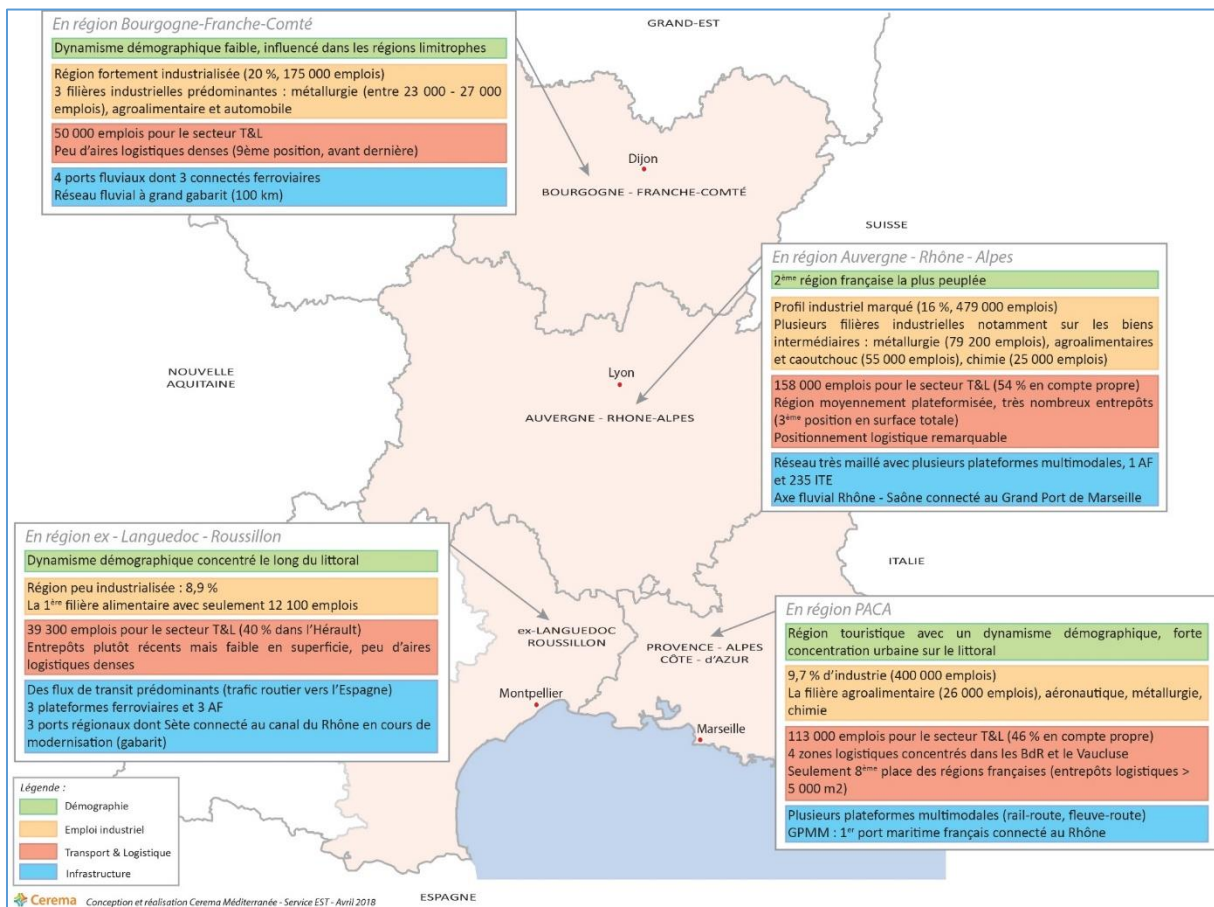 En région Bourgogne-Franche-Comté
Dynamisme démographique faible, influencé dans les régions limitrophes
Région fortement industrialisée (20 %, 175 000 emplois)
3 filières industrielles prédominantes : métallurgie (entre 23 000 - 27 000
emplois), agroalimentaire et automobile
50 000 emplois pour le secteur T&L
Peu d'aires logistiques denses (9ème position, avant dernière)
4 ports fluviaux dont 3 connectés ferroviaires
Réseau fluvial à grand gabarit (100 km)
GRAND-EST
Dijon
BOURGOGNE - FRANCHE-COMTÉ
SUISSE
En région Auvergne - Rhône - Alpes
2ème région française la plus peuplée
Profil industriel marqué (16 %, 479 000 emplois)
Plusieurs filières industrielles notamment sur les biens
intermédiaires : métallurgie (79 200 emplois), agroalimentaires
et caoutchouc (55 000 emplois), chimie (25 000 emplois)
158 000 emplois pour le secteur T&L (54 % en compte propre)
Région moyennement plateformisée, très nombreux entrepôts
(3ème position en surface totale)
Positionnement logistique remarquable
Réseau très maillé avec plusieurs plateformes multimodales, 1 AF
et 235 ITE
Axe fluvial Rhône - Saône connecté au Grand Port de Marseille
NOUVELLE
AQUITAINE
Lyon
AUVERGNE - RHONE-ALPES
En région ex - Languedoc - Roussillon
Dynamisme démographique concentré le long du littoral
Région peu industrialisée : 8,9 %
La 1ère filière alimentaire avec seulement 12 100 emplois
39 300 emplois pour le secteur T&L (40 % dans l'Hérault)
Entrepôts plutôt récents mais faible en superficie, peu d'aires
logistiques denses
Des flux de transit prédominants (trafic routier vers l'Espagne)
3 plateformes ferroviaires et 3 AF
3 ports régionaux dont Sète connecté au canal du Rhône en cours de
modernisation (gabarit)
ITALIE
ex-LANGUEDOC
ROUSSILLON
PROVENCE - ALPES
CÔTE - d'AZUR
Montpellier
Marseille
En région PACA
Région touristique avec un dynamisme démographique, forte
concentration urbaine sur le littoral
9,7 % d'industrie (400 000 emplois)
La filière agroalimentaire (26 000 emplois), aéronautique, métallurgie,
chimie
113 000 emplois pour le secteur T&L (46 % en compte propre)
4 zones logistiques concentrés dans les BdR et le Vaucluse
Seulement 8ème place des régions françaises (entrepôts logistiques >
5 000 m2)
Plusieurs plateformes multimodales (rail-route, fleuve-route)
GPMM : 1er port maritime français connecté au Rhône
Légende :
Démographie
Emploi industriel
Transport & Logistique
Infrastructure
ESPAGNE
Cerema Conception et réalisation Cerema Méditerranée - Service EST - Avril 2018